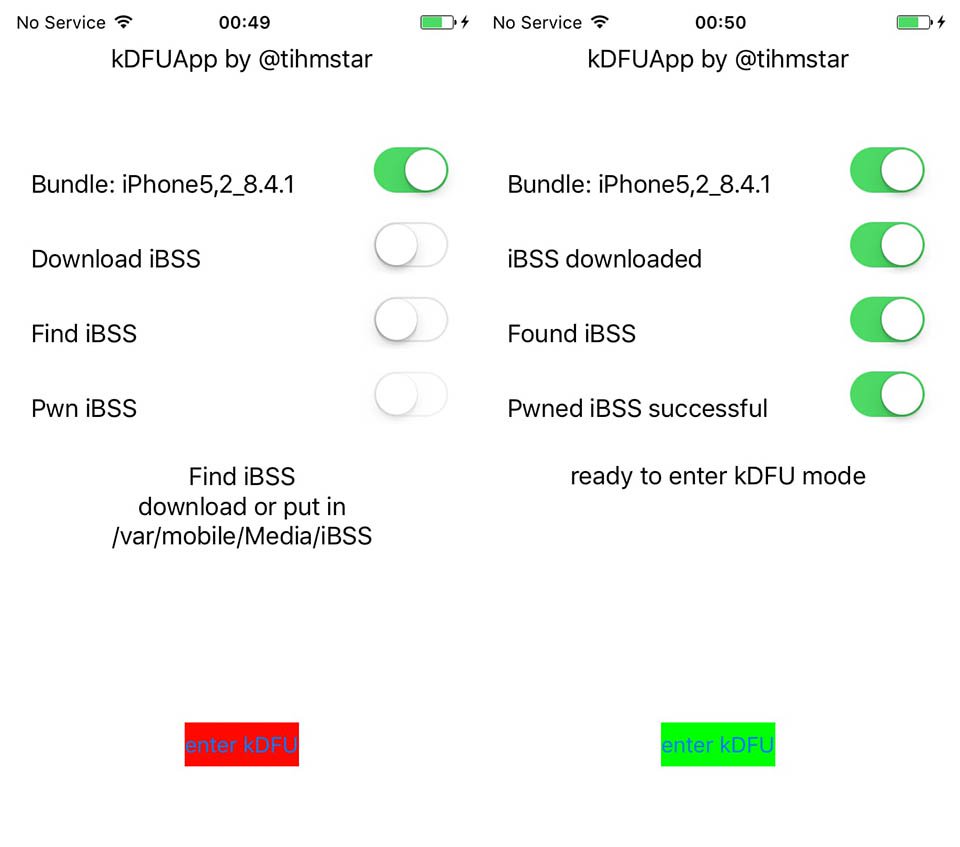 No Service 00:49
kDFUApp by @tihmstar
Bundle: iPhone5,2_8.4.1
Download iBSS
Find iBSS
Pwn iBSS
Find iBSS
download or put in
/var/mobile/Media/iBSS
enter kDFU
No Service 00:50
kDFUApp by @tihmstar
Bundle: iPhone5,2_8.4.1
iBSS downloaded
Found iBSS
Pwned iBSS successful
ready to enter kDFU mode
enter kDFU